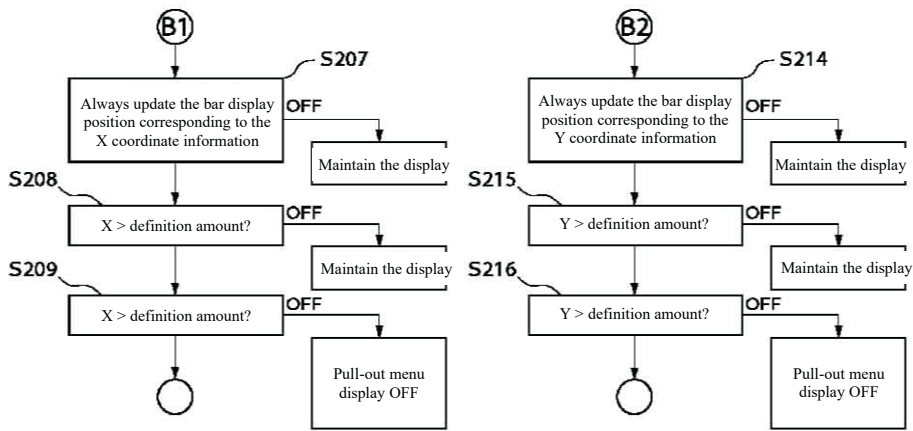 B1
S207
Always update the bar display
position corresponding to the
X coordinate information
OFF
Maintain the display
S208
X > definition amount?
OFF
Maintain the display
S209
X > definition amount?
OFF
Pull-out menu
display OFF
B2
S214
Always update the bar display
position corresponding to the
Y coordinate information
OFF
Maintain the display
S215
Y > definition amount?
OFF
Maintain the display
S216
Y > definition amount?
OFF
Pull-out menu
display OFF